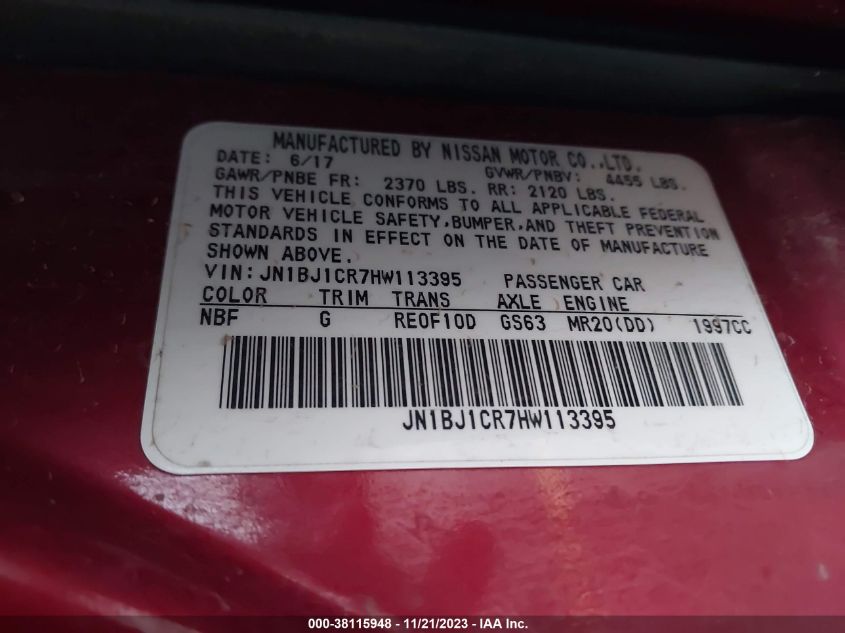 MANUFACTURED BY NISSAN MOTOR CO.,LTD.
DATE: 6/17 GVWR/PNBV: 4455 LBS.
GAWR/PNBE FR: 2370 LBS. RR: 2120 LBS.
THIS VEHICLE CONFORMS TO ALL APPLICABLE FEDERAL
MOTOR VEHICLE SAFETY,BUMPER,AND THEFT PREVENTION
STANDARDS IN EFFECT ON THE DATE OF MANUFACTURE
SHOWN ABOVE.
VIN:JN1BJ1CR7HW113395 PASSENGER CAR
COLOR TRIM TRANS AXLE ENGINE
NBF G RE0F10D GS63 MR20(DD) 1997CC
JN1BJ1CR7HW113395
000-38115948 - 11/21/2023 - IAA Inc.